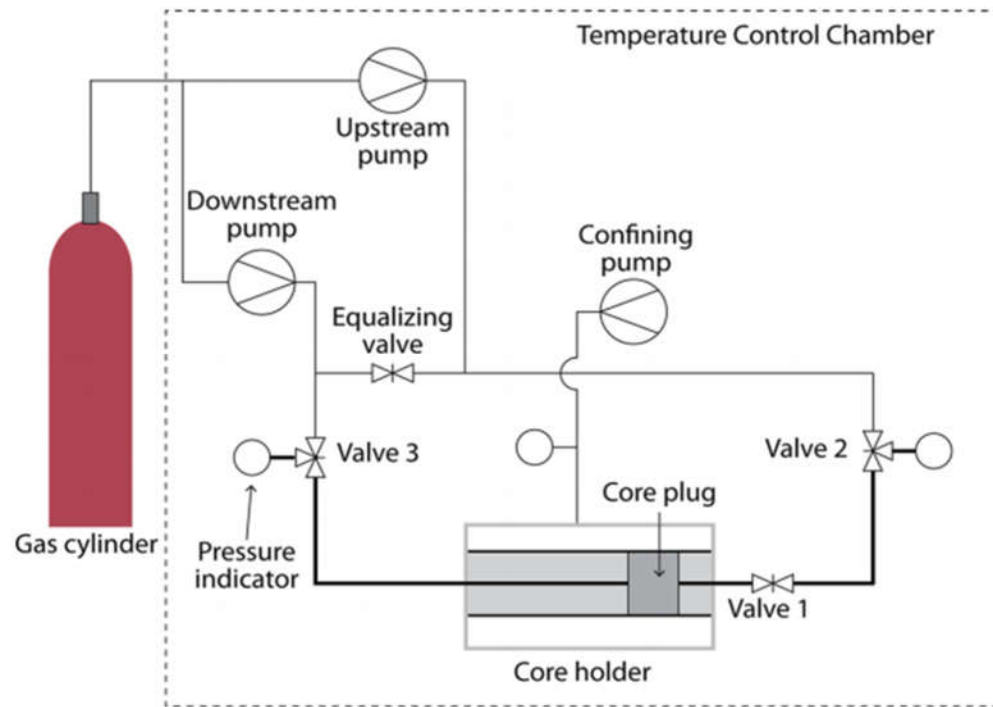 Temperature Control Chamber
Upstream
pump
Downstream
pump
Confining
pump
Equalizing
valve
Valve 3
Valve 2
Core plug
Gas cylinder
Pressure
indicator
Valve 1
Core holder